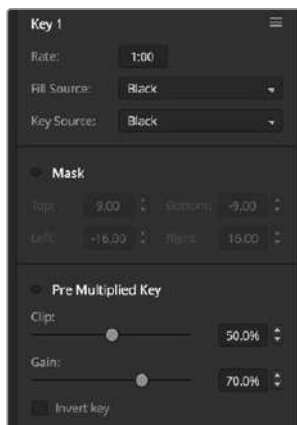 Key 1
Rate: 1:00
Fill Source: Black
Key Source: Black
Mask
Top: 9.00 Bottom: -9.00
Left: -16.00 Right: 16.00
Pre Multiplied Key
Clip:
50.0%
Gain:
70.0%
Invert key